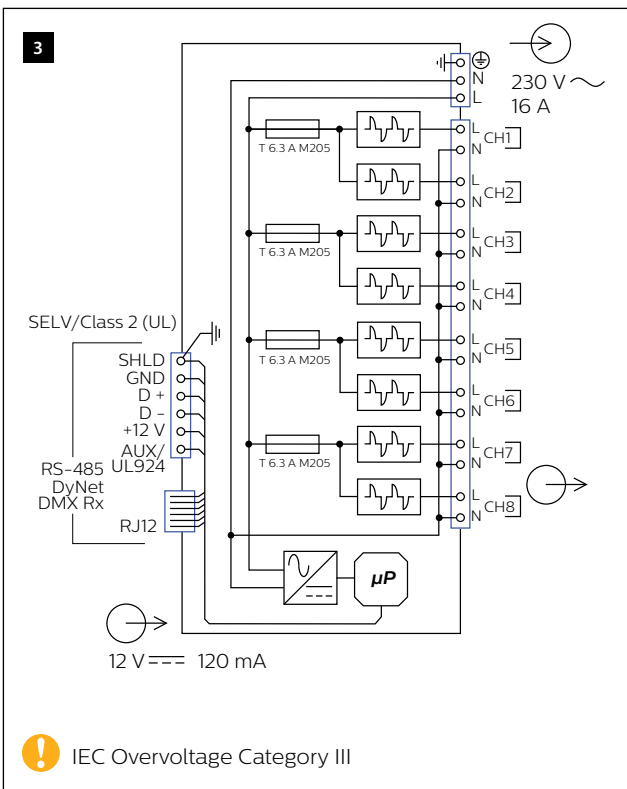 3
N
L
230 V
16 A
T 6.3 A M205
L
N
CH1
L
N
CH2
T 6.3 A M205
L
N
CH3
L
N
CH4
T 6.3 A M205
L
N
CH5
L
N
CH6
T 6.3 A M205
L
N
CH7
L
N
CH8
SELV/Class 2 (UL)
SHLD
GND
D +
D -
+12 V
AUX/
UL924
RS-485
DyNet
DMX Rx
RJ12
µP
12 V 120 mA
! IEC Overvoltage Category III